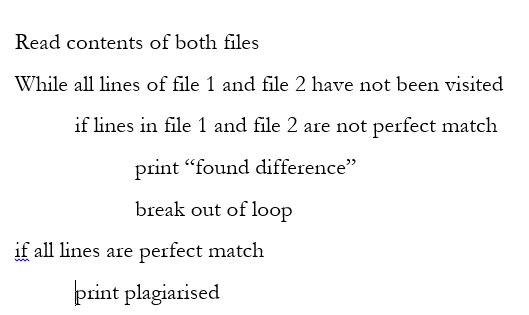 Read contents of both files
While all lines of file 1 and file 2 have not been visited
if lines in file 1 and file 2 are not perfect match
print “found difference”
break out of loop
if all lines are perfect match
print plagiarised